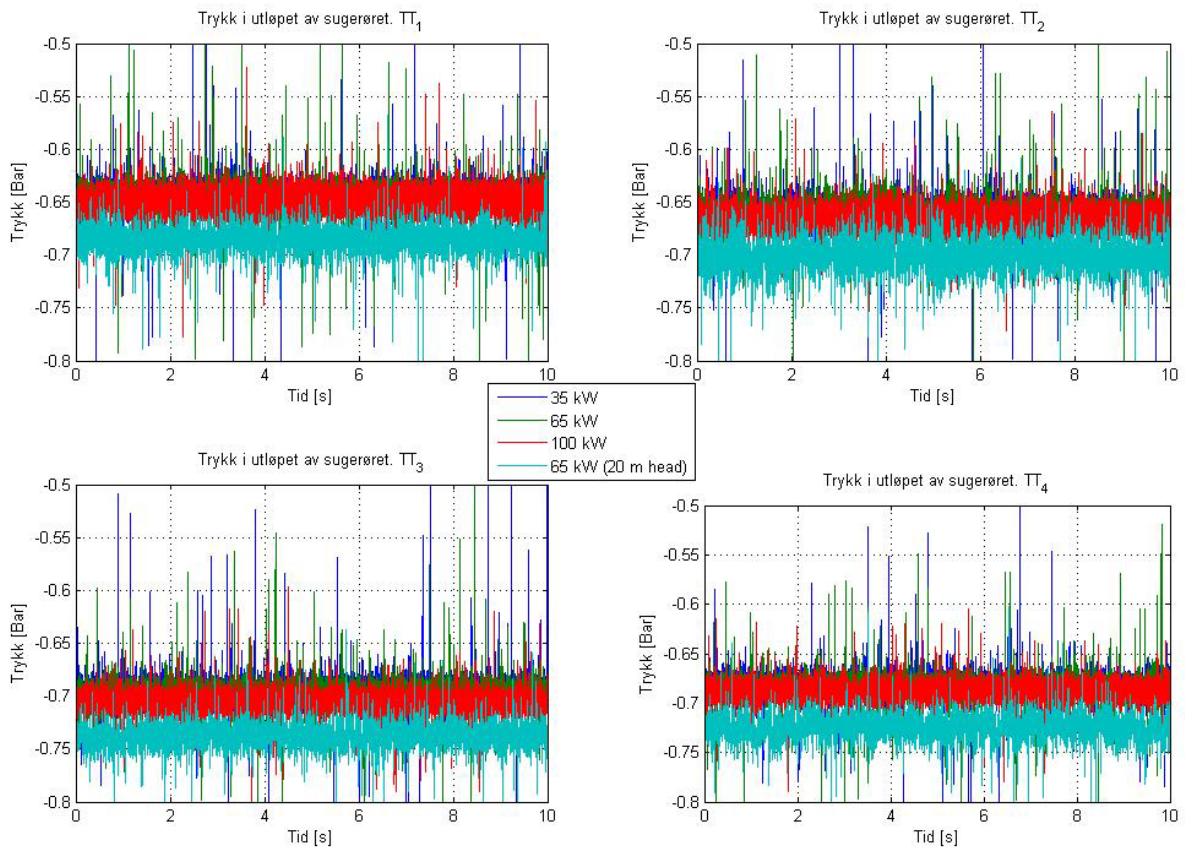 Trykk i utløpet av sugerøret. TT1
Trykk [Bar]
-0.5
-0.55
-0.6
-0.65
-0.7
-0.75
-0.8
0 2 4 6 8 10
Tid [s]
Trykk i utløpet av sugerøret. TT2
Trykk [Bar]
-0.5
-0.55
-0.6
-0.65
-0.7
-0.75
-0.8
0 2 4 6 8 10
Tid [s]
35 kW
65 kW
100 kW
65 kW (20 m head)
Trykk i utløpet av sugerøret. TT3
Trykk [Bar]
-0.5
-0.55
-0.6
-0.65
-0.7
-0.75
-0.8
0 2 4 6 8 10
Tid [s]
Trykk i utløpet av sugerøret. TT4
Trykk [Bar]
-0.5
-0.55
-0.6
-0.65
-0.7
-0.75
-0.8
0 2 4 6 8 10
Tid [s]